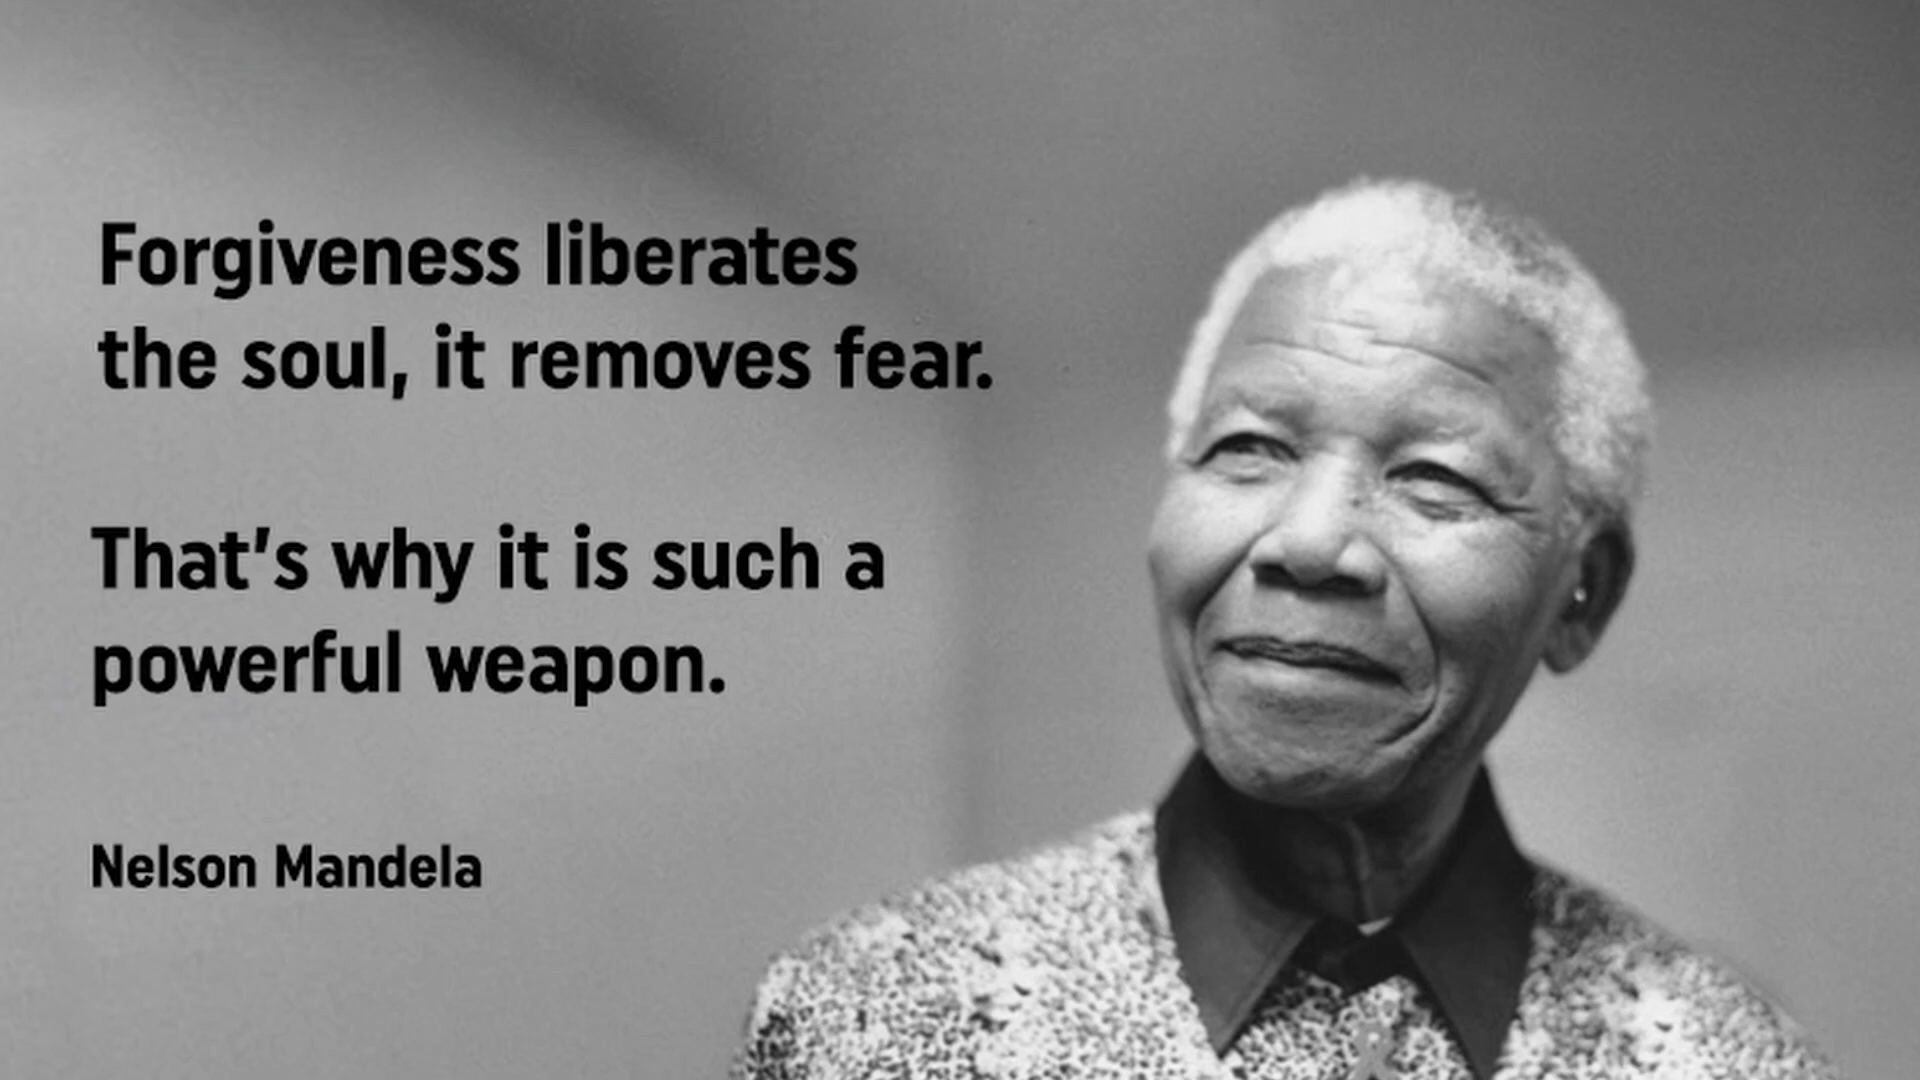 Forgiveness liberates
the soul, it removes fear.
That's why it is such a
powerful weapon.
Nelson Mandela